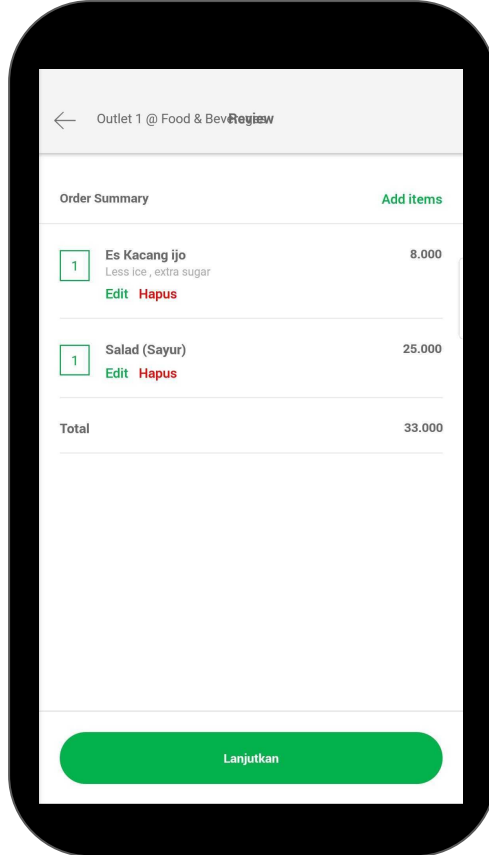 Outlet 1 @ Food & Beverages
Review
Order Summary
Add items
1
Es Kacang ijo
8.000
Less ice , extra sugar
Edit Hapus
1
Salad (Sayur)
25.000
Edit Hapus
Total
33.000
Lanjutkan